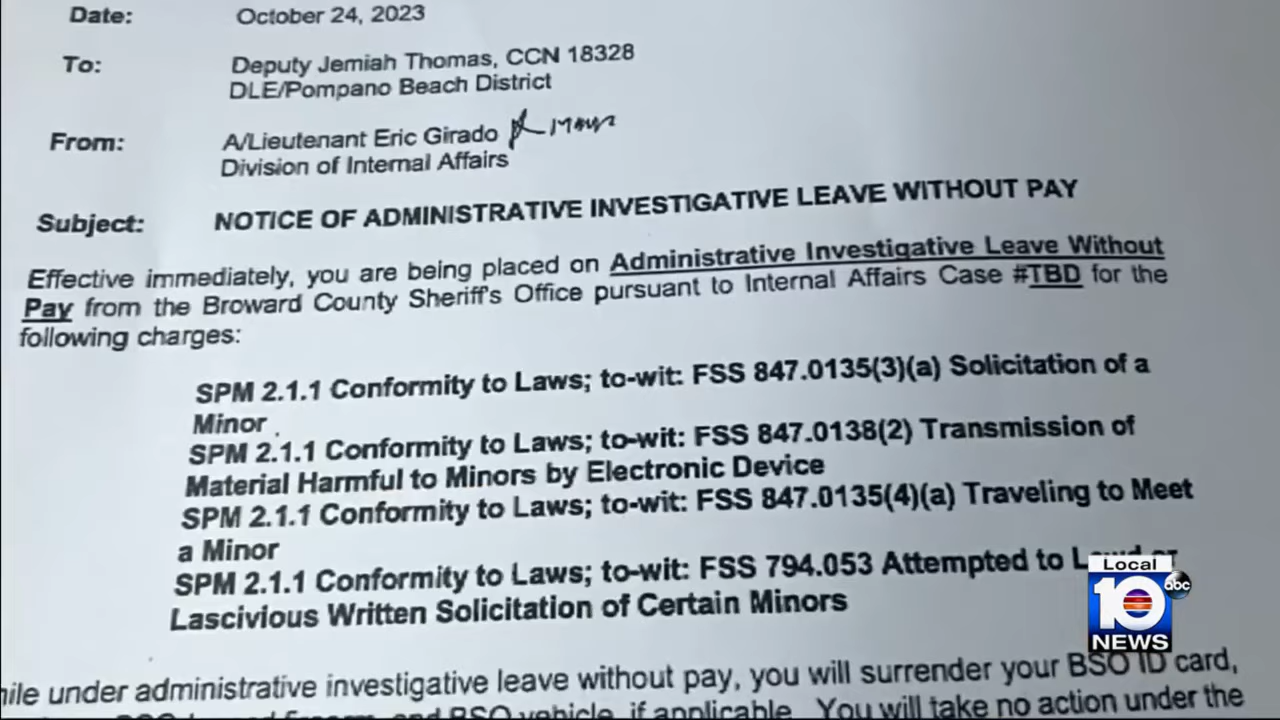 Date: October 24, 2023
To: Deputy Jemiah Thomas, CCN 18328
DLE/Pompano Beach District
From: A/Lieutenant Eric Girado
Division of Internal Affairs
Subject: NOTICE OF ADMINISTRATIVE INVESTIGATIVE LEAVE WITHOUT PAY
Effective immediately, you are being placed on Administrative Investigative Leave Without
Pay from the Broward County Sheriff's Office pursuant to Internal Affairs Case #TBD for the
following charges:
SPM 2.1.1 Conformity to Laws; to-wit: FSS 847.0135(3)(a) Solicitation of a
Minor
SPM 2.1.1 Conformity to Laws; to-wit: FSS 847.0138(2) Transmission of
Material Harmful to Minors by Electronic Device
SPM 2.1.1 Conformity to Laws; to-wit: FSS 847.0135(4)(a) Traveling to Meet
a Minor
SPM 2.1.1 Conformity to Laws; to-wit: FSS 794.053 Attempted to Lewd or
Lascivious Written Solicitation of Certain Minors
under administrative investigative leave without pay, you will surrender your BSO ID card,
and BSO vehicle, if applicable. You will take no action under the
Local
10
abc
NEWS